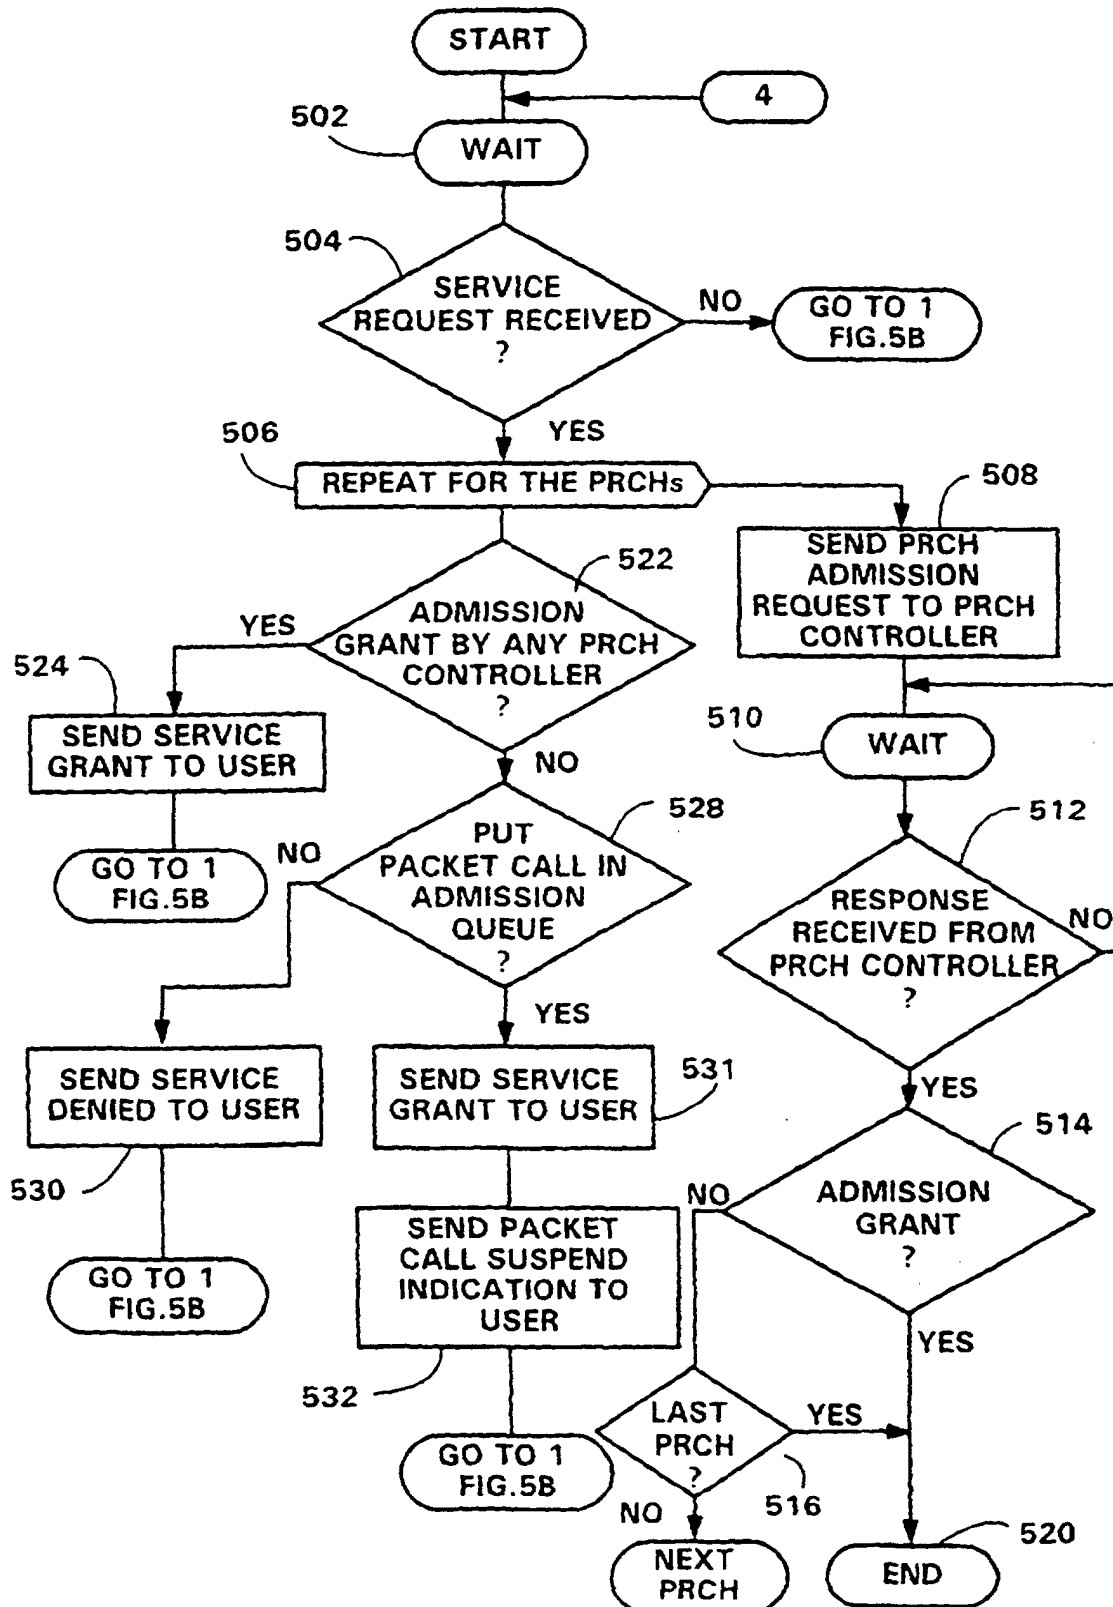 START
4
502
WAIT
504
SERVICE
REQUEST RECEIVED
?
NO
GO TO 1
FIG.5B
YES
506
REPEAT FOR THE PRCHs
508
SEND PRCH
ADMISSION
REQUEST TO PRCH
CONTROLLER
522
ADMISSION
GRANT BY ANY PRCH
CONTROLLER
?
YES
524
SEND SERVICE
GRANT TO USER
GO TO 1
FIG.5B
NO
510
WAIT
528
PUT
PACKET CALL IN
ADMISSION
QUEUE
?
NO
YES
512
RESPONSE
RECEIVED FROM
PRCH CONTROLLER
?
NO
YES
SEND SERVICE
DENIED TO USER
530
GO TO 1
FIG.5B
SEND SERVICE
GRANT TO USER
531
SEND PACKET
CALL SUSPEND
INDICATION TO
USER
532
GO TO 1
FIG.5B
514
ADMISSION
GRANT
?
NO
YES
LAST
PRCH
?
YES
516
NO
NEXT
PRCH
520
END